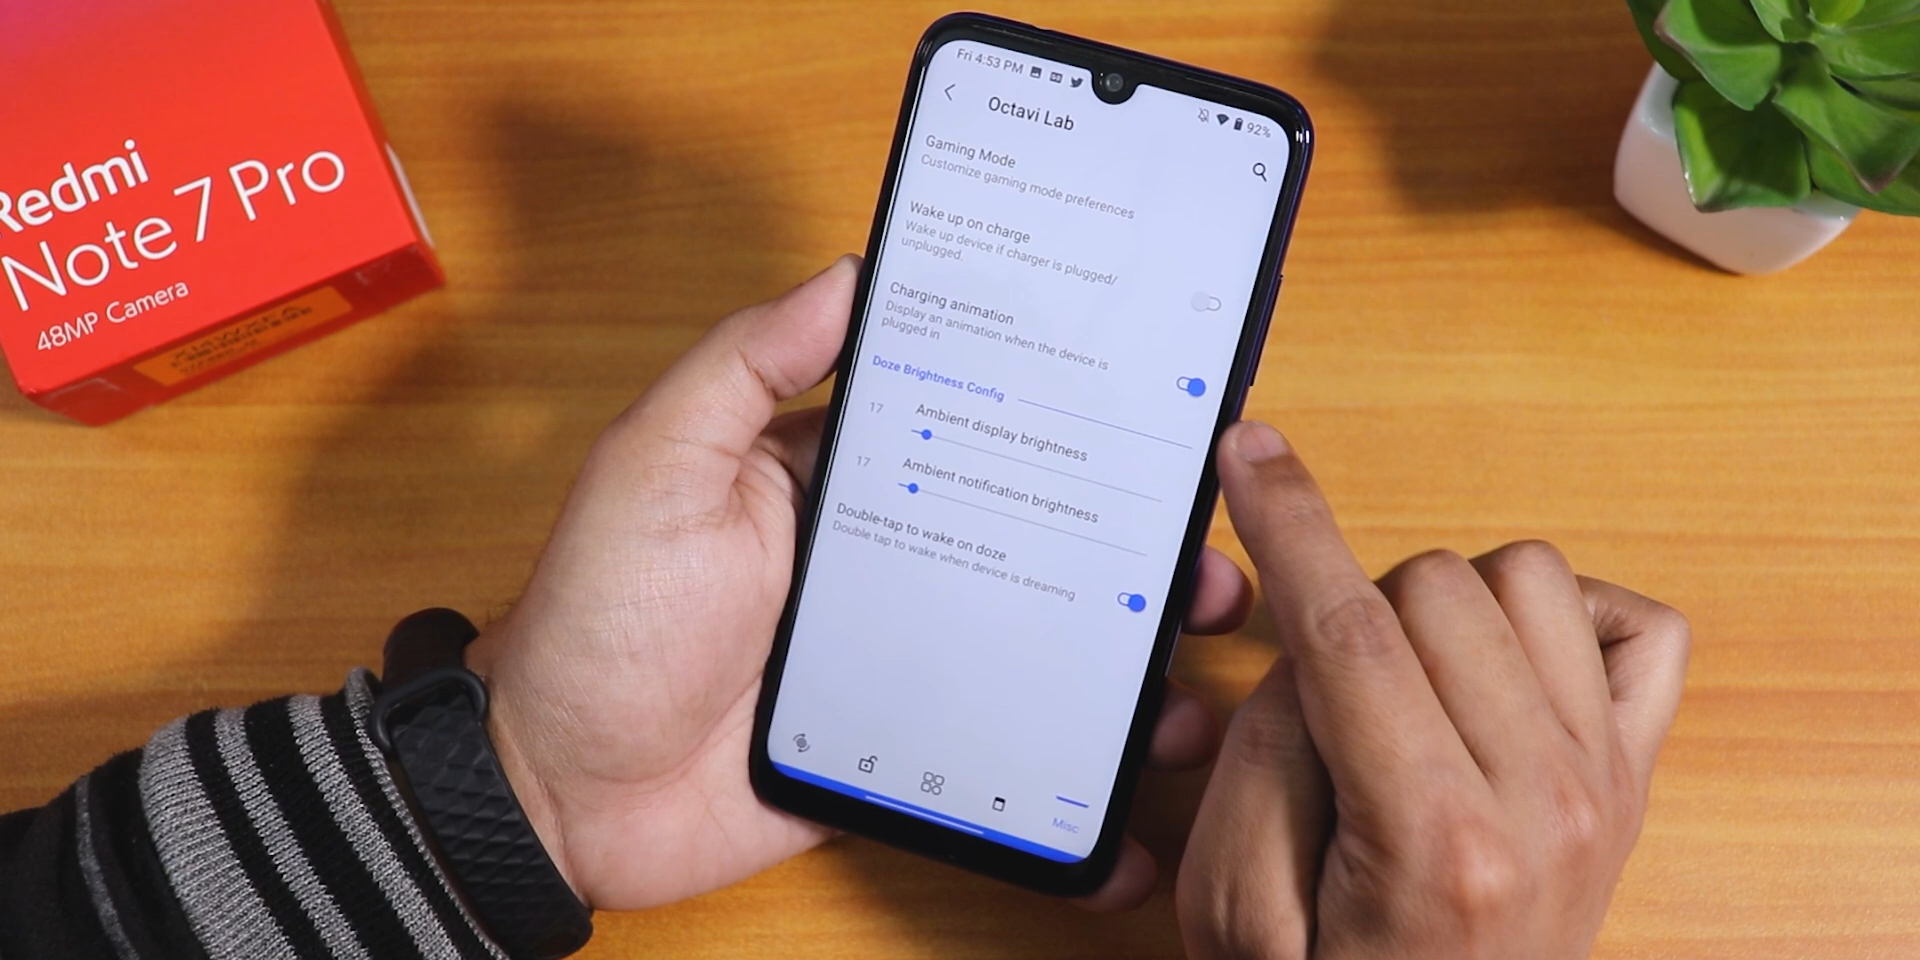 Redmi
Note 7 Pro
48MP Camera
Fri 4:53 PM
92%
Octavi Lab
Gaming Mode
Customize gaming mode preferences
Wake up on charge
Wake up device if charger is plugged/
unplugged.
Charging animation
Display an animation when the device is
plugged in
Doze Brightness Config
17
Ambient display brightness
17
Ambient notification brightness
Double-tap to wake on doze
Double tap to wake when device is dreaming
Misc